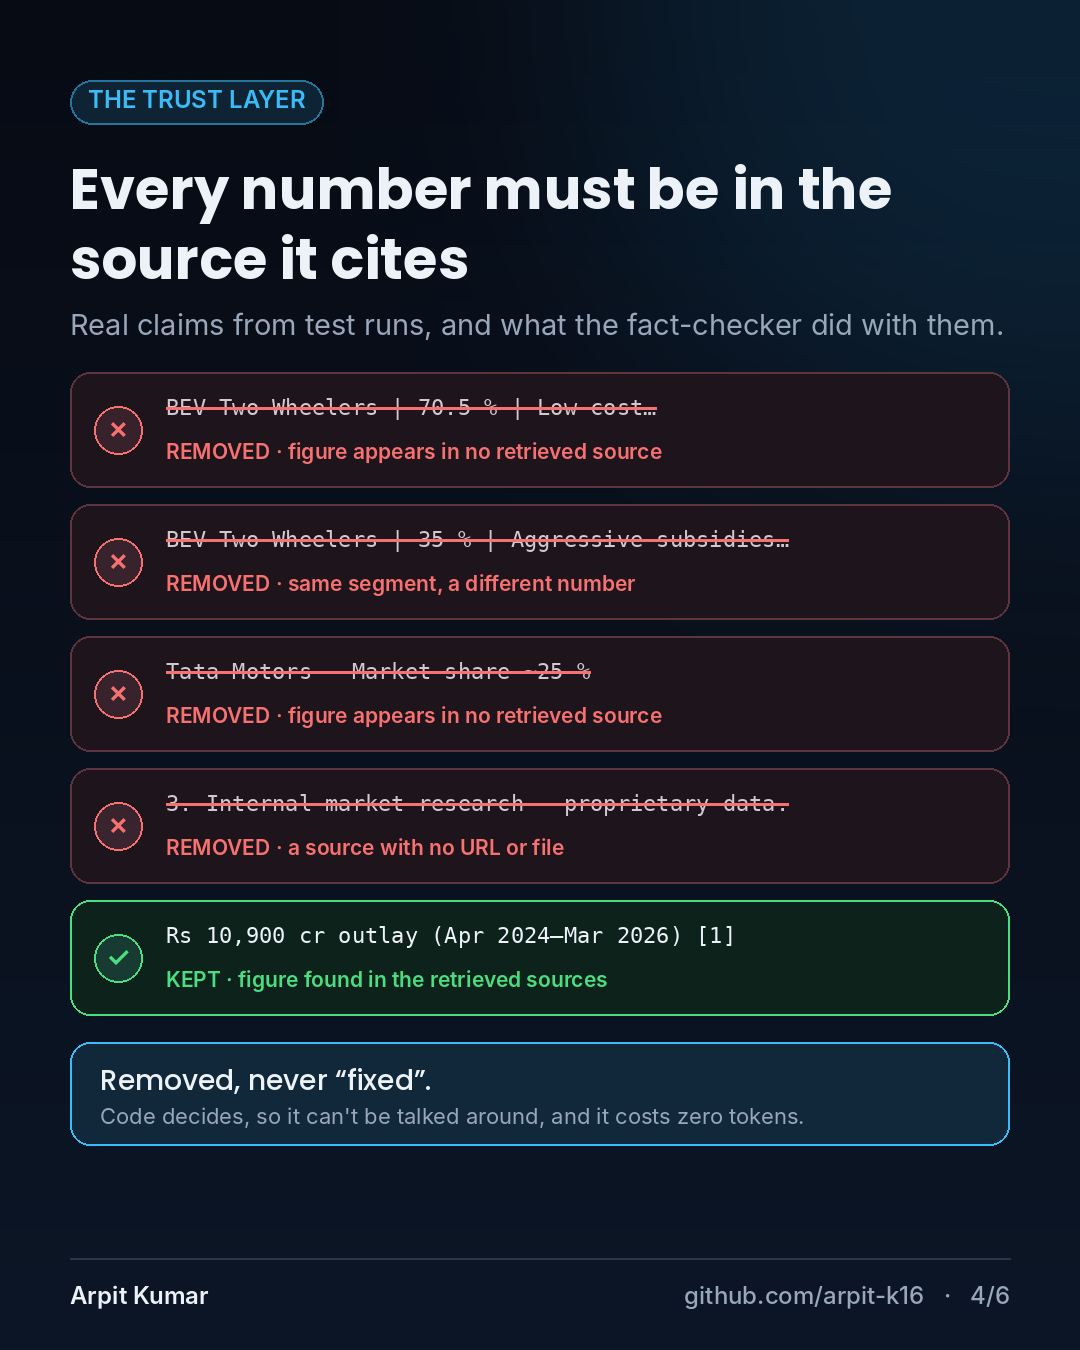 THE TRUST LAYER
Every number must be in the
source it cites
Real claims from test runs, and what the fact-checker did with them.
BEV Two Wheelers | 70.5 % | Low cost…
REMOVED · figure appears in no retrieved source
BEV Two Wheelers | 35 % | Aggressive subsidies…
REMOVED · same segment, a different number
Tata Motors — Market share ~25 %
REMOVED · figure appears in no retrieved source
3. Internal market research — proprietary data.
REMOVED · a source with no URL or file
Rs 10,900 cr outlay (Apr 2024–Mar 2026) [1]
KEPT · figure found in the retrieved sources
Removed, never “fixed”.
Code decides, so it can't be talked around, and it costs zero tokens.
Arpit Kumar
github.com/arpit-k16 · 4/6